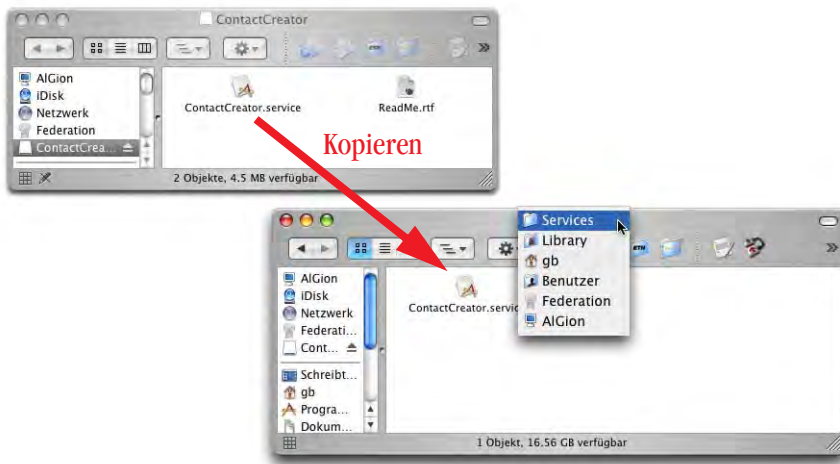 ContactCreator
AlGion
iDisk
Netzwerk
Federation
ContactCrea...
ContactCreator.service
ReadMe.rtf
Kopieren
2 Objekte, 4.5 MB verfügbar
Services
Library
gb
Benutzer
Federation
AlGion
AlGion
iDisk
Netzwerk
Federati...
Cont...
Schreibt...
gb
Progra...
Dokum...
ContactCreator.servic
1 Objekt, 16.56 GB verfügbar